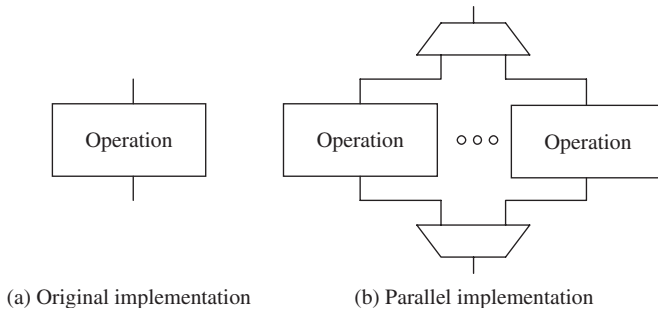 Operation
Operation
Operation
(a) Original implementation
(b) Parallel implementation